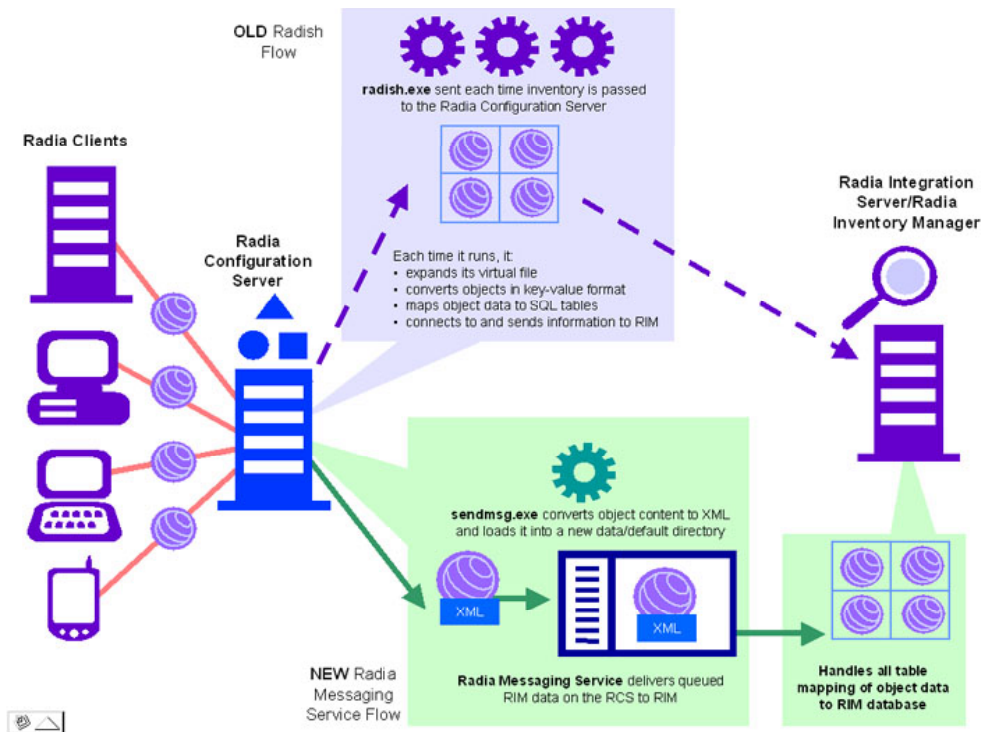 OLD Radish
Flow
radish.exe sent each time inventory is passed
to the Radia Configuration Server
Radia Clients
Radia
Configuration
Server
Each time it runs, it:
• expands its virtual file
• converts objects in key-value format
• maps object data to SQL tables
• connects to and sends information to RIM
Radia Integration
Server/Radia
Inventory Manager
sendmsg.exe converts object content to XML
and loads it into a new data/default directory
XML
XML
NEW Radia
Messaging
Service Flow
Radia Messaging Service delivers queued
RIM data on the RCS to RIM
Handles all table
mapping of object data
to RIM database